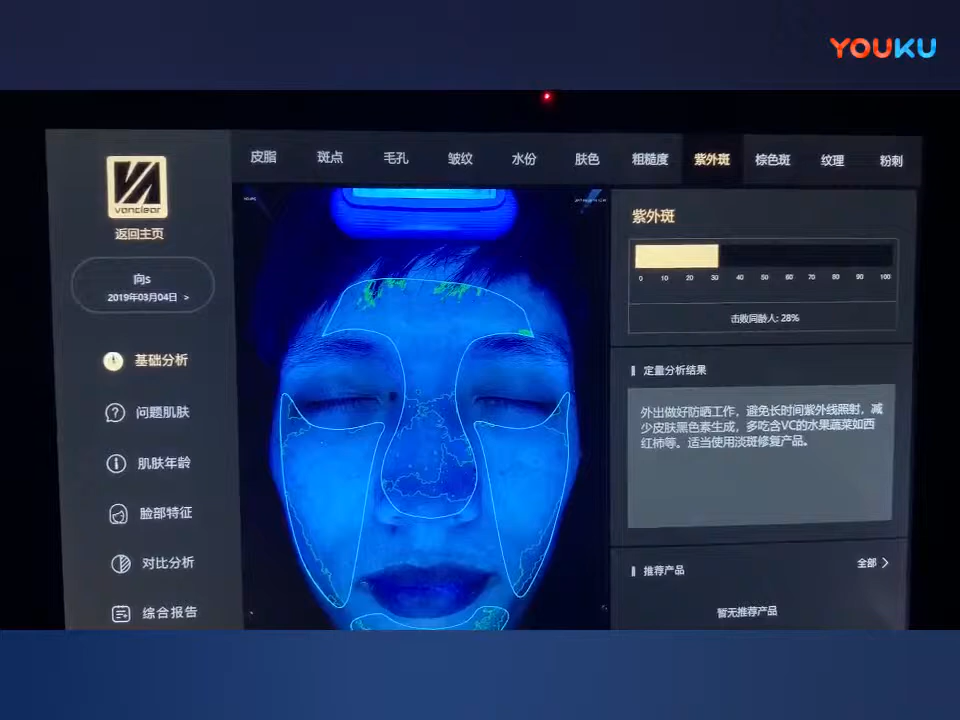 YOUKU
皮脂
斑点
毛孔
皱纹
水份
肤色
粗糙度
紫外斑
棕色斑
纹理
粉刺
vanclear
返回主页
向s
2019年03月04日 >
基础分析
问题肌肤
肌肤年龄
脸部特征
对比分析
综合报告
紫外斑
0 10 20 30 40 50 60 70 80 90 100
击败同龄人: 28%
定量分析结果
外出做好防晒工作，避免长时间紫外线照射，减
少皮肤黑色素生成，多吃含VC的水果蔬菜如西
红柿等。适当使用淡斑修复产品。
推荐产品
全部 >
暂无推荐产品